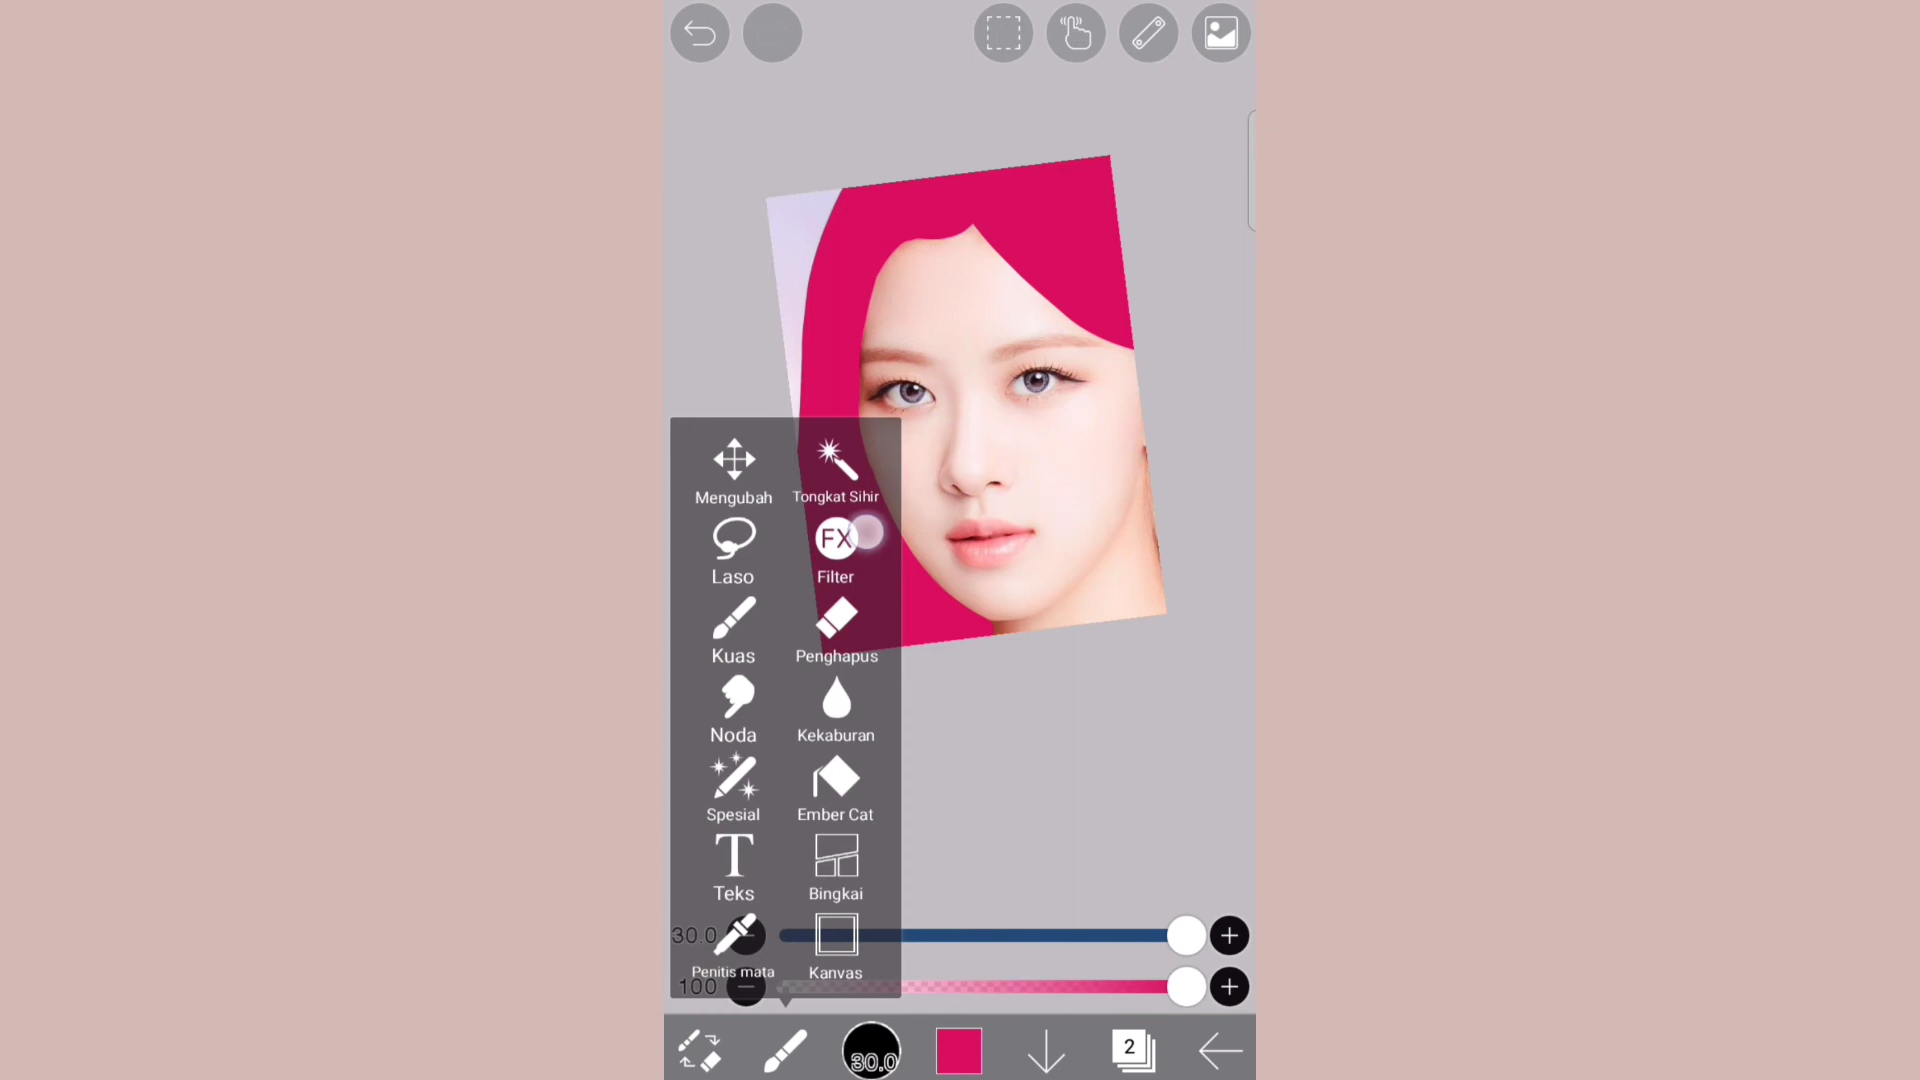 Mengubah
Tongkat Sihir
FX
Laso
Filter
Kuas
Penghapus
Noda
Kekaburan
Spesial
Ember Cat
T
Teks
Bingkai
30.0
Penitis mata
Kanvas
100
30.0
2